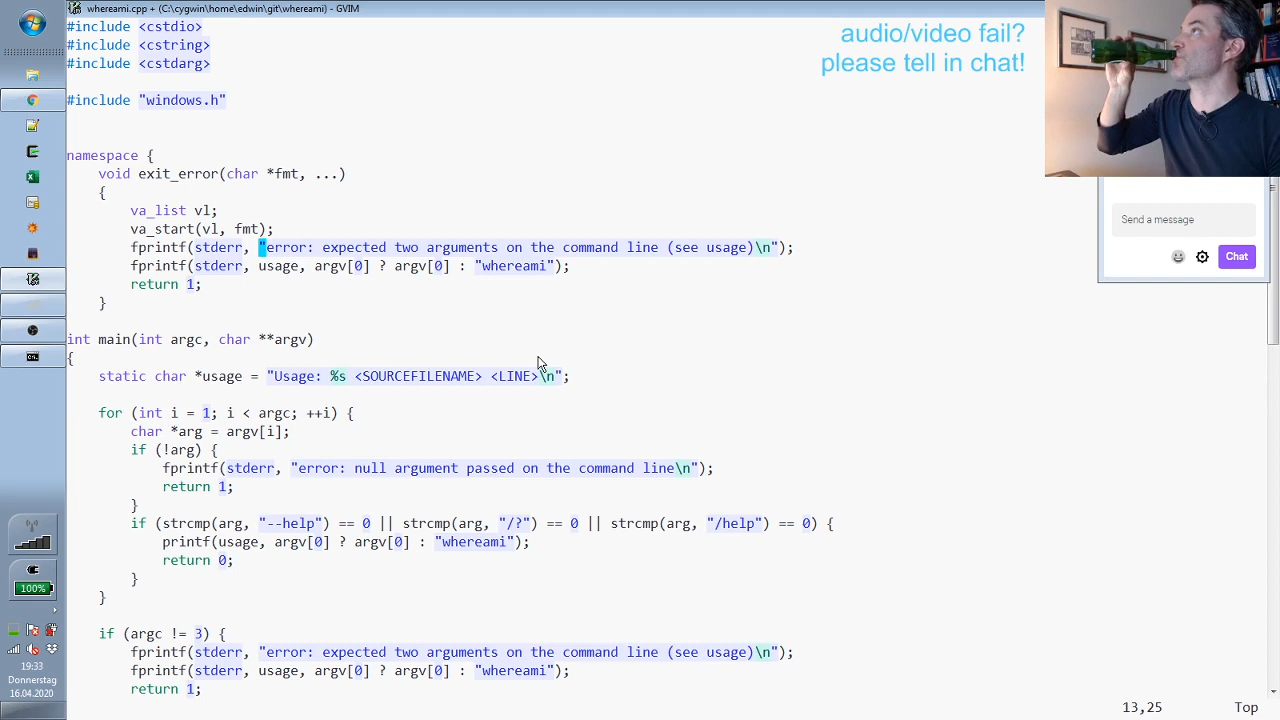 whereami.cpp + (C:\cygwin\home\edwin\git\whereami) - GVIM
#include <cstdio>
#include <cstring>
#include <cstdarg>
#include "windows.h"
namespace {
    void exit_error(char *fmt, ...)
    {
        va_list vl;
        va_start(vl, fmt);
        fprintf(stderr, "error: expected two arguments on the command line (see usage)\n");
        fprintf(stderr, usage, argv[0] ? argv[0] : "whereami");
        return 1;
    }
int main(int argc, char **argv)
{
    static char *usage = "Usage: %s <SOURCEFILENAME> <LINE>\n";
    for (int i = 1; i < argc; ++i) {
        char *arg = argv[i];
        if (!arg) {
            fprintf(stderr, "error: null argument passed on the command line\n");
            return 1;
        }
        if (strcmp(arg, "--help") == 0 || strcmp(arg, "/?") == 0 || strcmp(arg, "/help") == 0) {
            printf(usage, argv[0] ? argv[0] : "whereami");
            return 0;
        }
    }
    if (argc != 3) {
        fprintf(stderr, "error: expected two arguments on the command line (see usage)\n");
        fprintf(stderr, usage, argv[0] ? argv[0] : "whereami");
        return 1;
13,25
Top
audio/video fail?
please tell in chat!
Send a message
Chat
100%
19:33
Donnerstag
16.04.2020